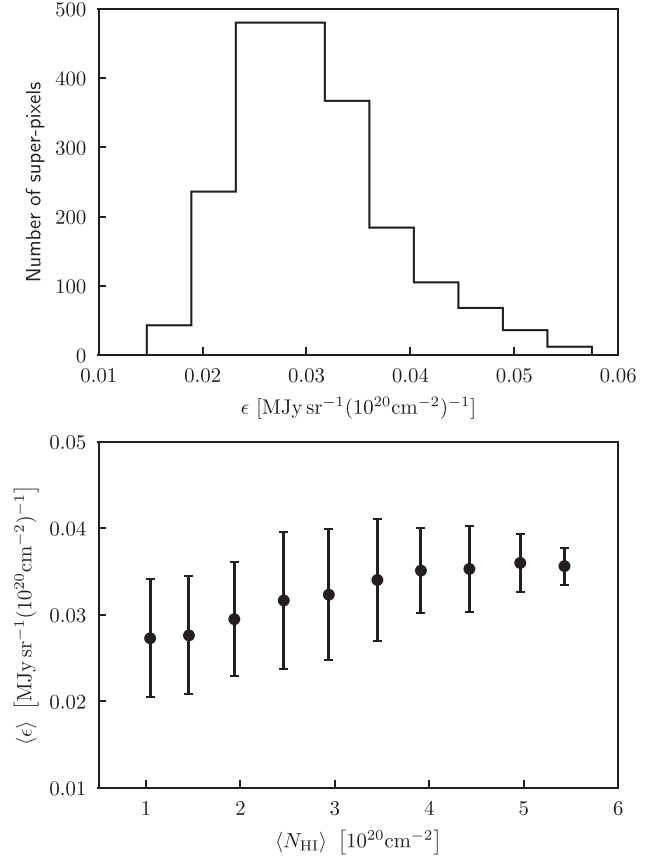 500
400
300
200
100
0
Number of super-pixels
0.01 0.02 0.03 0.04 0.05 0.06
ϵ [MJy sr⁻¹(10²⁰cm⁻²)⁻¹]
0.05
0.04
0.03
0.02
0.01
⟨ϵ⟩ [MJy sr⁻¹(10²⁰cm⁻²)⁻¹]
1 2 3 4 5 6
⟨N_HI⟩ [10²⁰cm⁻²]